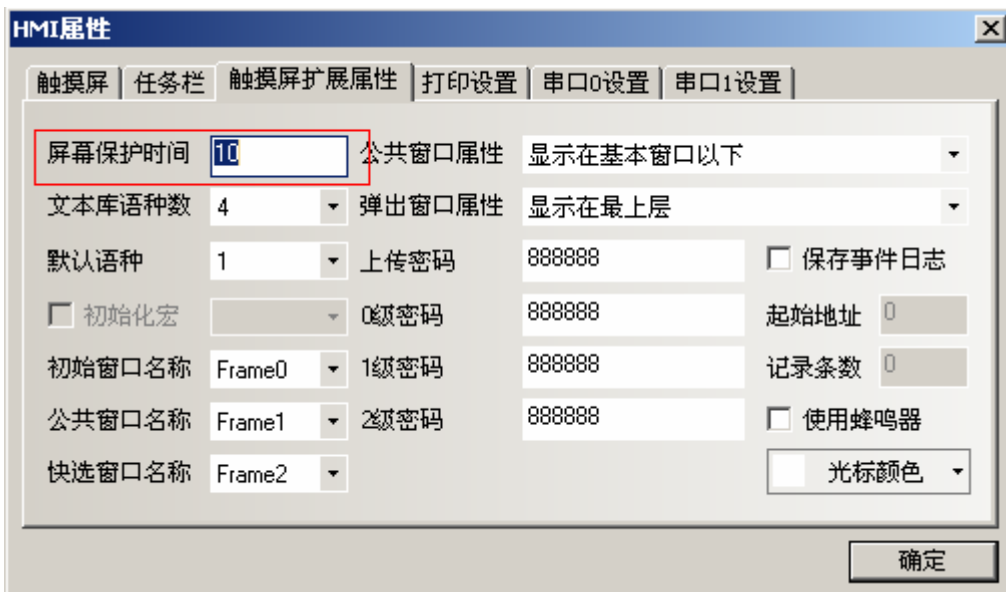 HMI属性
触摸屏 任务栏 触摸屏扩展属性 打印设置 串口0设置 串口1设置
屏幕保护时间 10 公共窗口属性 显示在基本窗口以下
文本库语种数 4 弹出窗口属性 显示在最上层
默认语种 1 上传密码 888888 保存事件日志
初始化宏 0级密码 888888 起始地址 0
初始窗口名称 Frame0 1级密码 888888 记录条数 0
公共窗口名称 Frame1 2级密码 888888 使用蜂鸣器
快选窗口名称 Frame2 光标颜色
确定